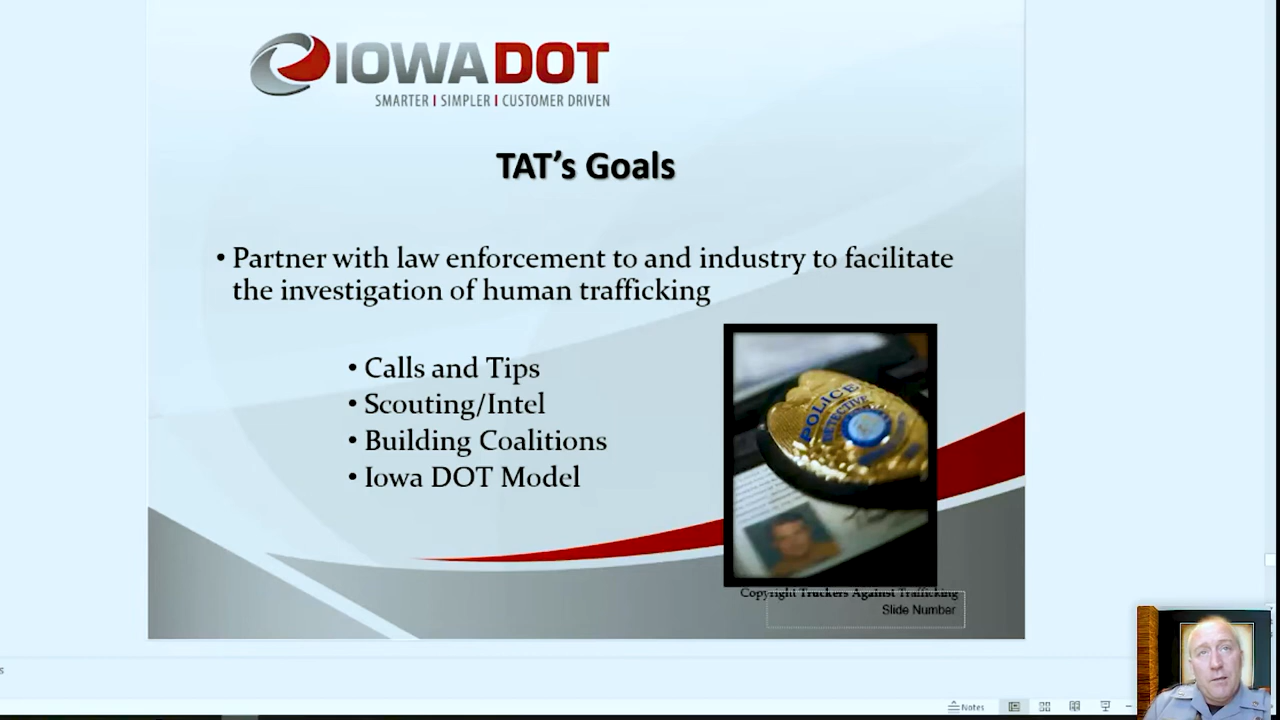 IOWADOT
SMARTER | SIMPLER | CUSTOMER DRIVEN
TAT's Goals
• Partner with law enforcement to and industry to facilitate
the investigation of human trafficking
• Calls and Tips
• Scouting/Intel
• Building Coalitions
• Iowa DOT Model
POLICE
DETECTIVE
Copyright Truckers Against Trafficking
Slide Number
s
Notes